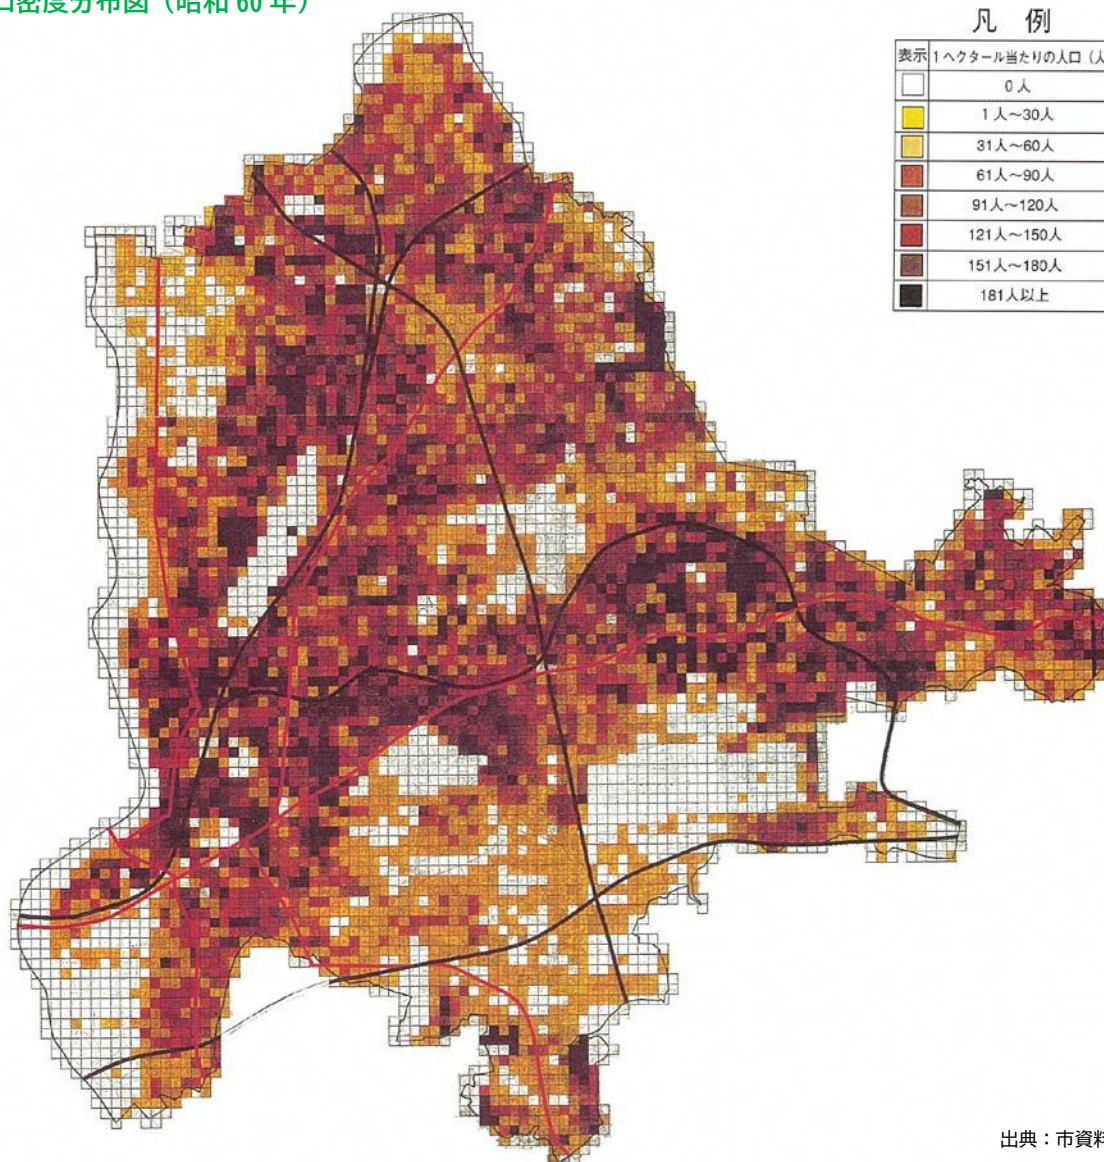 口密度分布図（昭和 60 年）
凡 例
表示 1ヘクタール当たりの人口（人
0人
1人～30人
31人～60人
61人～90人
91人～120人
121人～150人
151人～180人
181人以上
出典：市資料